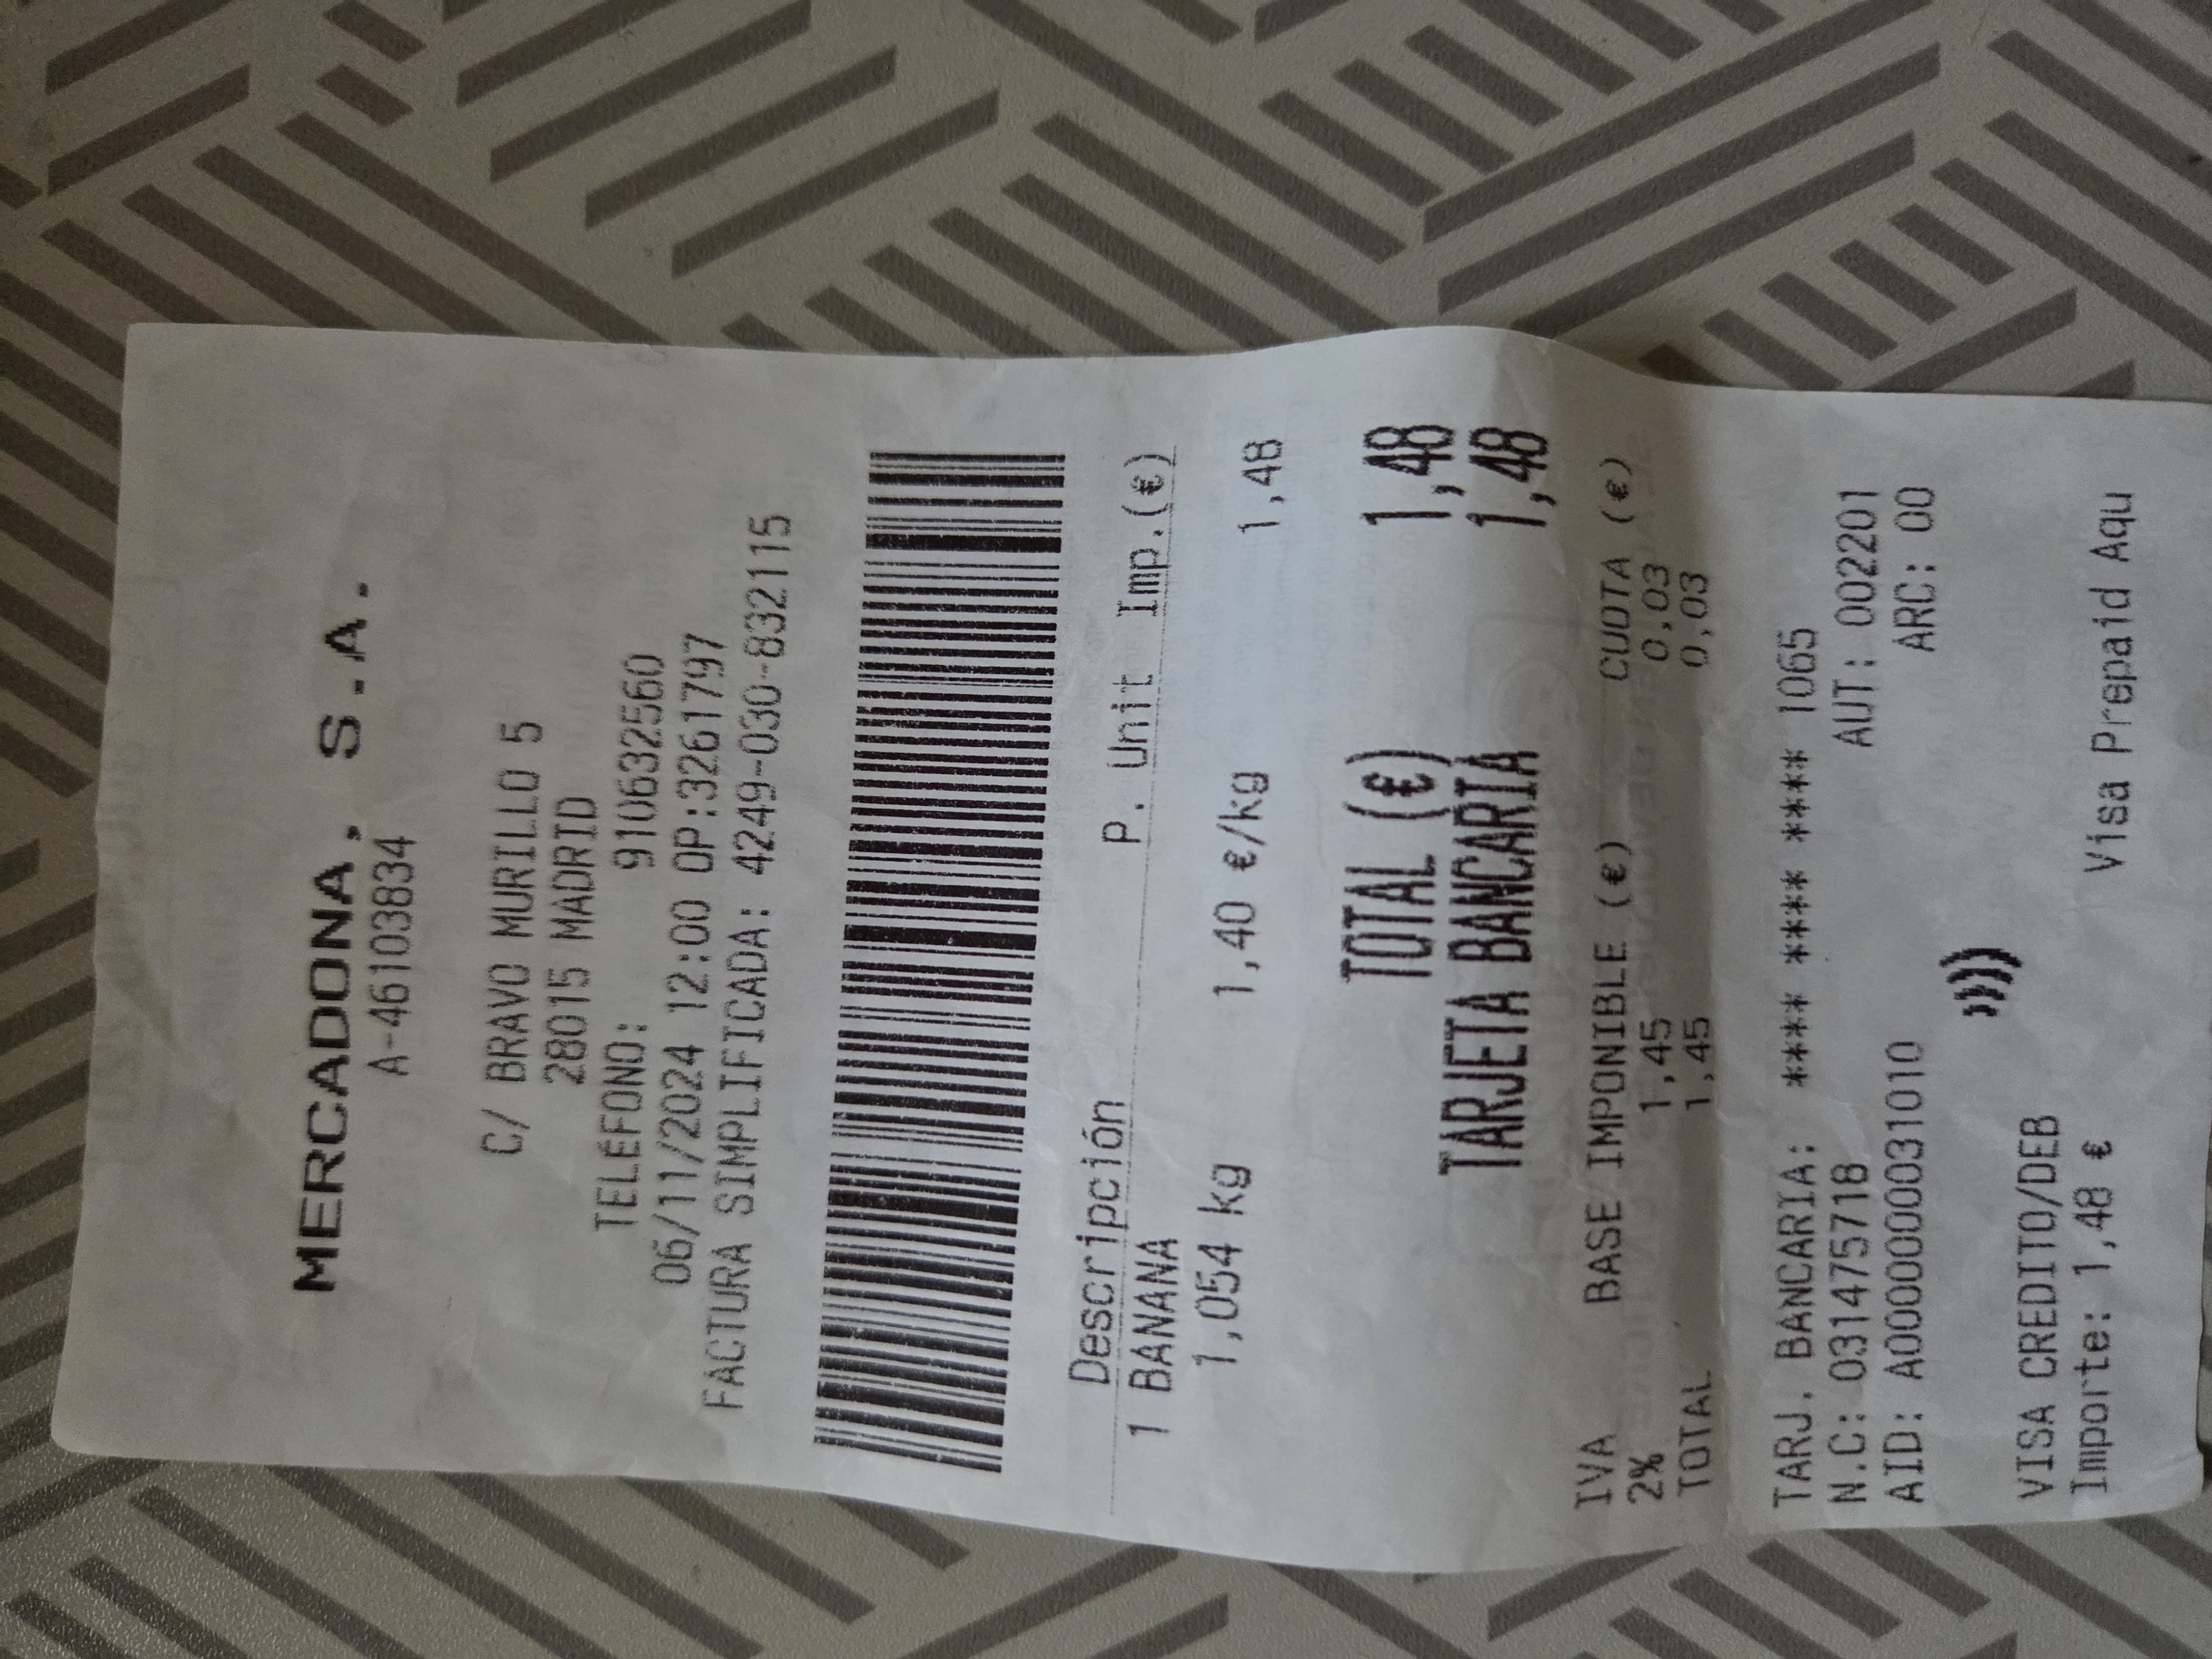 MERCADONA, S.A.
A-46103834
C/ BRAVO MURILLO 5
28015 MADRID
TELÉFONO: 910632560
06/11/2024 12:00 OP:3261797
FACTURA SIMPLIFICADA: 4249-030-832115
Descripción P. Unit Imp.(€)
1 BANANA
1,054 kg 1,40 €/kg 1,48
TOTAL (€) 1,48
TARJETA BANCARIA 1,48
IVA BASE IMPONIBLE (€) CUOTA (€)
2% 1,45 0,03
TOTAL 1,45 0,03
TARJ. BANCARIA: **** **** **** 1065
N.C: 031475718 AUT: 002201
AID: A0000000031010 ARC: 00
VISA CREDITO/DEB
Importe: 1,48 € Visa Prepaid Aqu